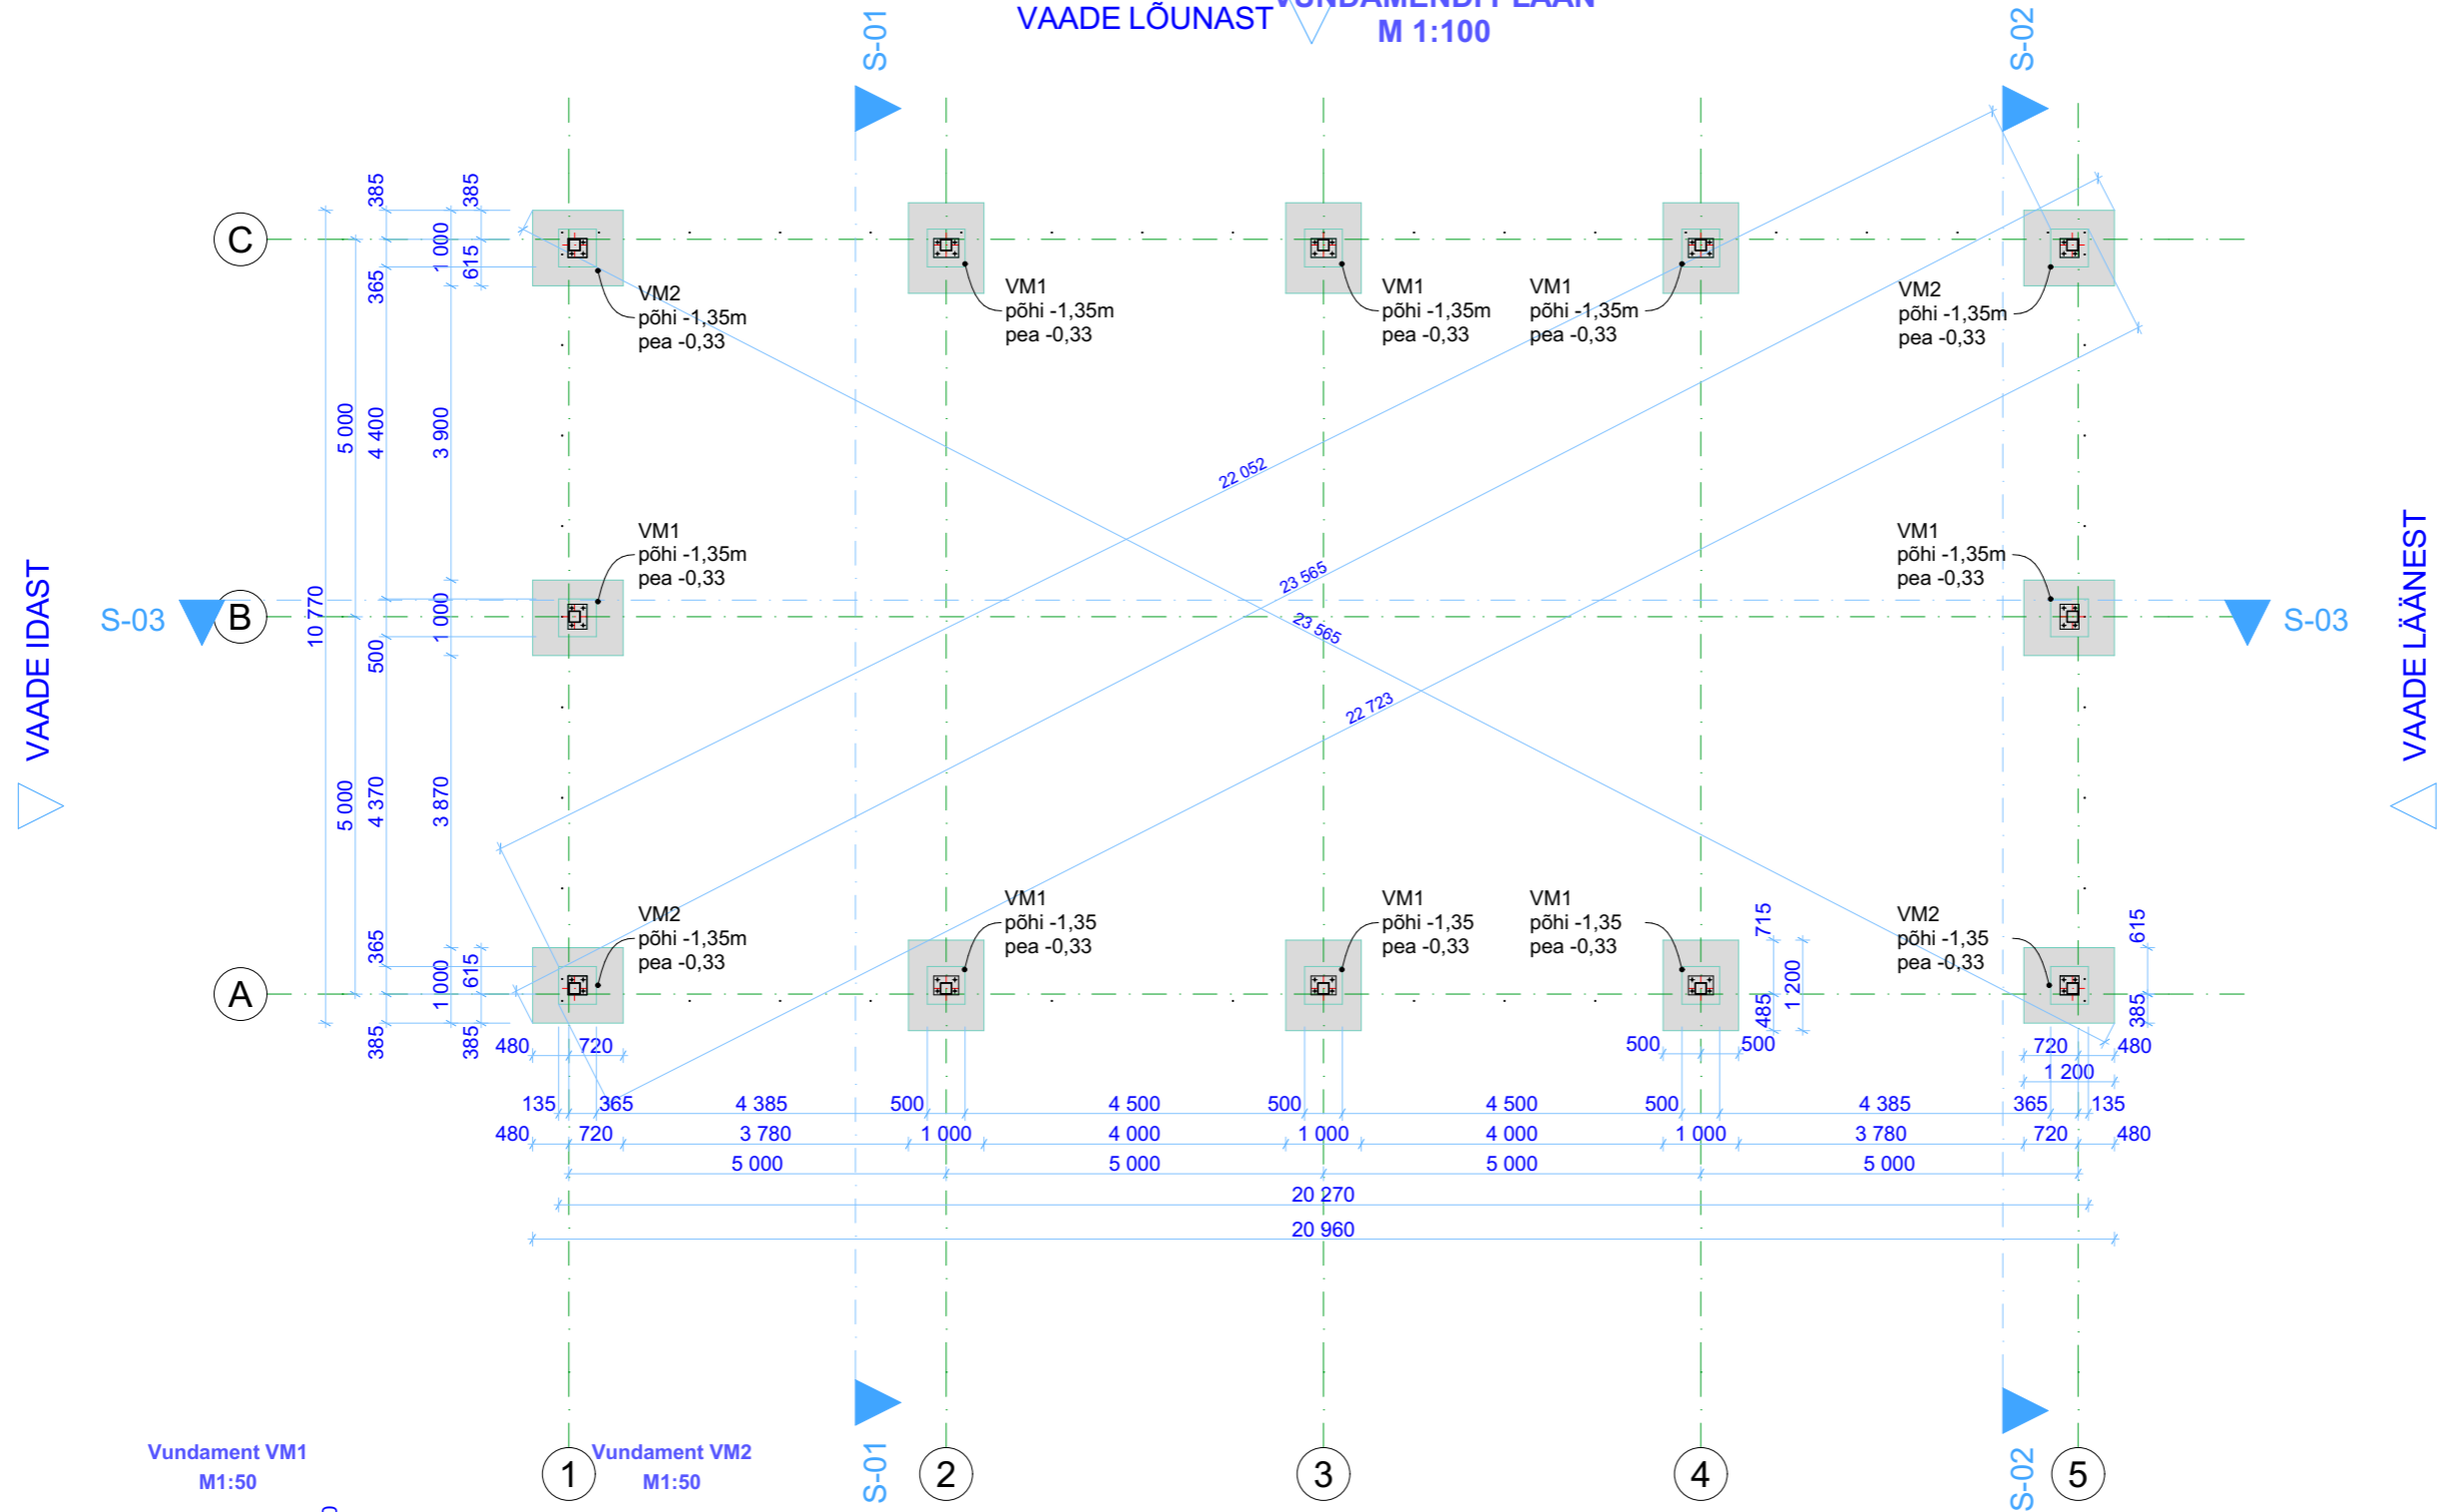 VAADE LÕUNAST
VUNDAMENDI PLAAN
M 1:100
S-01
S-02
C
385
385
1 000
615
365
VM2
põhi -1,35m
pea -0,33
VM1
põhi -1,35m
pea -0,33
VM1
põhi -1,35m
pea -0,33
VM1
põhi -1,35m
pea -0,33
VM2
põhi -1,35m
pea -0,33
5 000
4 400
3 900
22 052
VAADE IDAST
S-03
B
10 770
500
1 000
VM1
põhi -1,35m
pea -0,33
23 565
23 565
VM1
põhi -1,35m
pea -0,33
S-03
VAADE LÄÄNEST
22 723
5 000
4 370
3 870
A
365
1 000
615
385
385
VM2
põhi -1,35m
pea -0,33
VM1
põhi -1,35
pea -0,33
VM1
põhi -1,35
pea -0,33
VM1
põhi -1,35
pea -0,33
715
1 200
485
VM2
põhi -1,35
pea -0,33
615
385
480 720
500 500
720 480
1 200
135 365 4 385 500 4 500 500 4 500 500 4 385 365 135
480 720 3 780 1 000 4 000 1 000 4 000 1 000 3 780 720 480
5 000 5 000 5 000 5 000
20 270
20 960
Vundament VM1
M1:50
Vundament VM2
M1:50
1
S-01
2
3
4
S-02
5